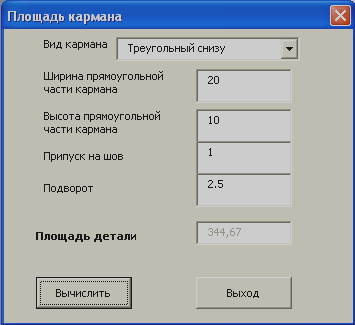 Площадь кармана
Вид кармана Треугольный снизу
Ширина прямоугольной
части кармана 20
Высота прямоугольной
части кармана 10
Припуск на шов 1
Подворот 2.5
Площадь детали 344,67
Вычислить Выход